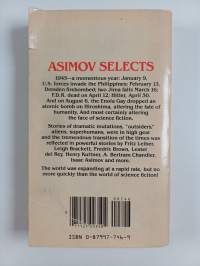 ASIMOV SELECTS
1945—a momentous year: January 9,
U.S. forces invade the Philippines; February 13,
Dresden firebombed; Iwo Jima falls March 16;
F.D.R. dead on April 12; Hitler, April 30.
And on August 6, the Enola Gay dropped an
atomic bomb on Hiroshima, altering the fate of
humanity. And most certainly altering
the face of science fiction.
Stories of dramatic mutations, "outsiders,"
aliens, superhumans, were in high gear
and the tremendous transition of the times was
reflected in powerful stories by Fritz Leiber,
Leigh Brackett, Fredric Brown, Lester
del Rey, Henry Kuttner, A. Bertram Chandler,
Isaac Asimov and more.
The world was expanding at a rapid rate, but no
more quickly than the world of science fiction!
ISBN 0-87997-746-9